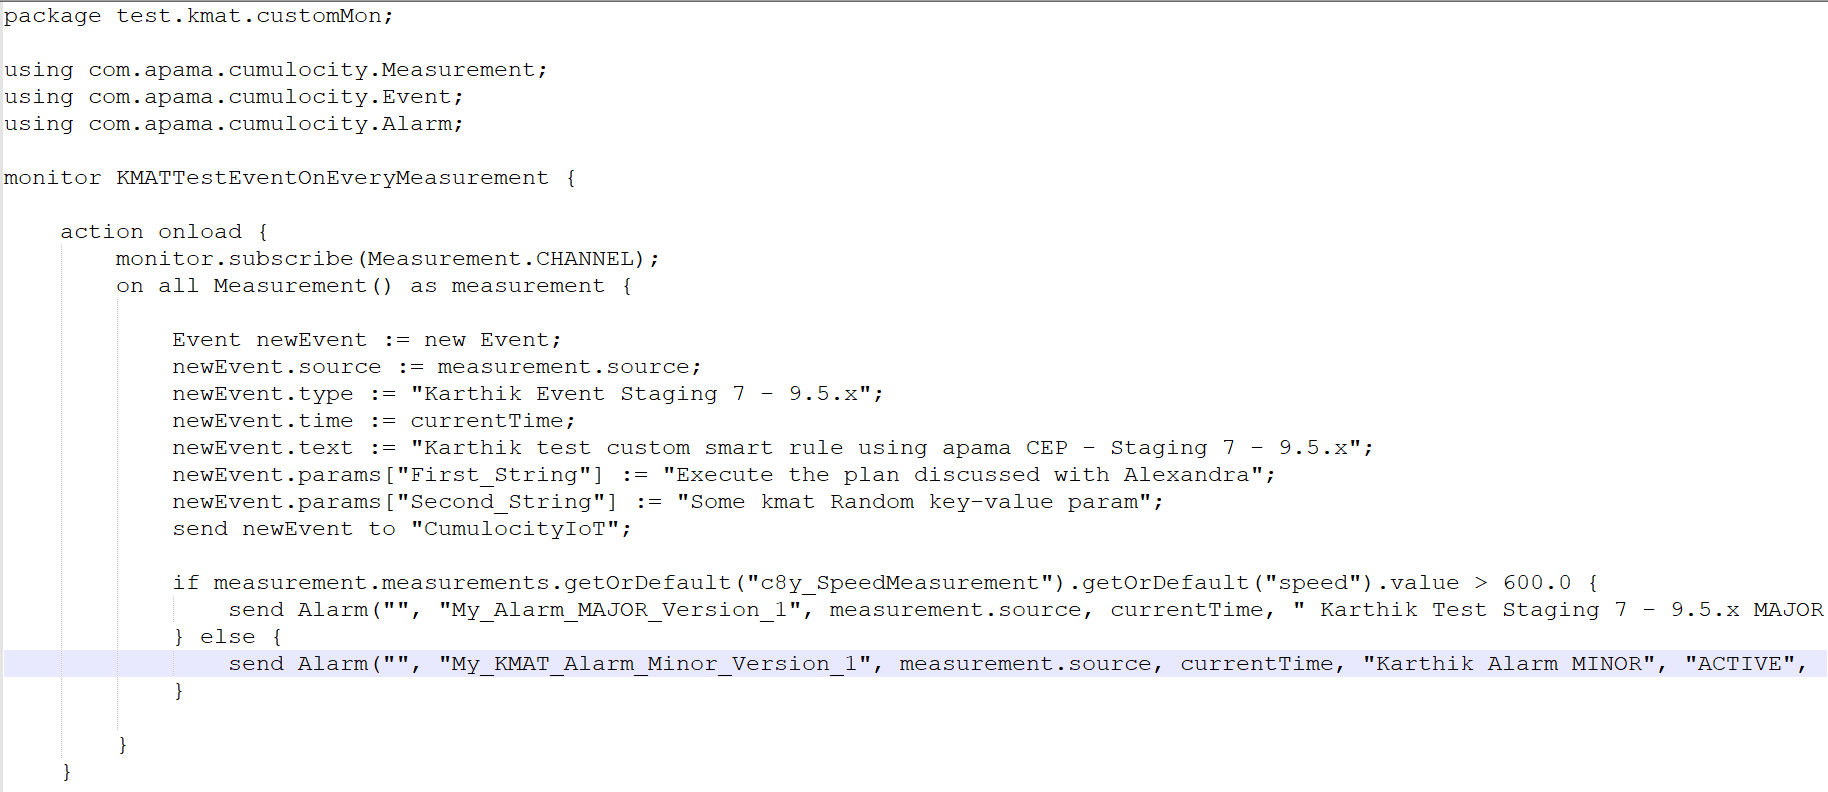 package test.kmat.customMon;
using com.apama.cumulocity.Measurement;
using com.apama.cumulocity.Event;
using com.apama.cumulocity.Alarm;
monitor KMATTestEventOnEveryMeasurement {
action onload {
monitor.subscribe(Measurement.CHANNEL);
on all Measurement() as measurement {
Event newEvent := new Event;
newEvent.source := measurement.source;
newEvent.type := "Karthik Event Staging 7 - 9.5.x";
newEvent.time := currentTime;
newEvent.text := "Karthik test custom smart rule using apama CEP - Staging 7 - 9.5.x";
newEvent.params["First_String"] := "Execute the plan discussed with Alexandra";
newEvent.params["Second_String"] := "Some kmat Random key-value param";
send newEvent to "CumulocityIoT";
if measurement.measurements.getOrDefault("c8y_SpeedMeasurement").getOrDefault("speed").value > 600.0 {
send Alarm("", "My_Alarm_MAJOR_Version_1", measurement.source, currentTime, " Karthik Test Staging 7 - 9.5.x MAJOR
} else {
send Alarm("", "My_KMAT_Alarm_Minor_Version_1", measurement.source, currentTime, "Karthik Alarm MINOR", "ACTIVE",
}
}
}